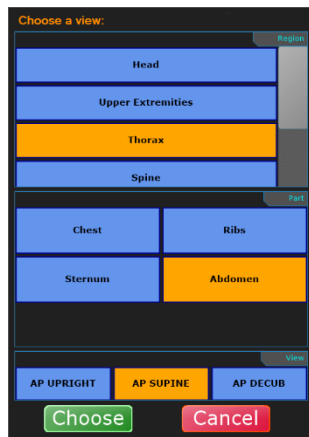 Choose a view:
Region
Head
Upper Extremities
Thorax
Spine
Part
Chest Ribs
Sternum Abdomen
View
AP UPRIGHT AP SUPINE AP DECUB
Choose Cancel